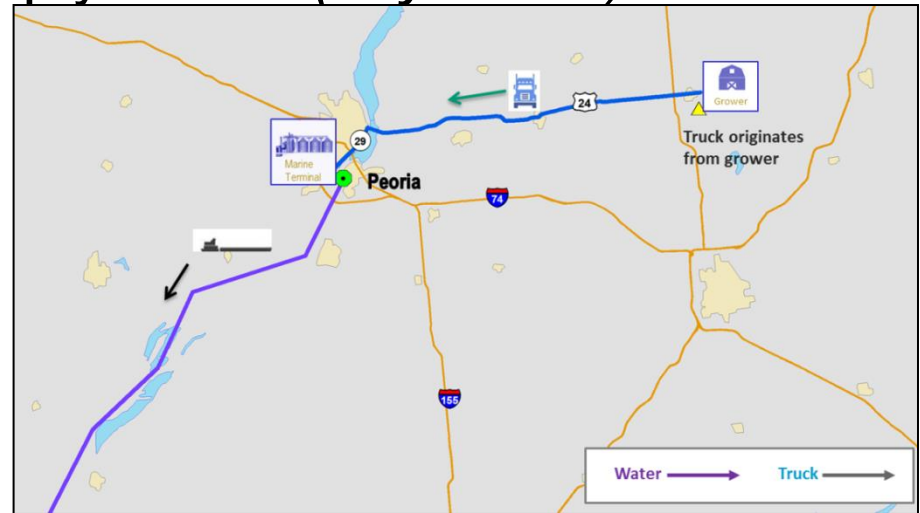 Grower
24
Truck originates
from grower
29
Marine
Terminal
Peoria
74
155
Water
Truck